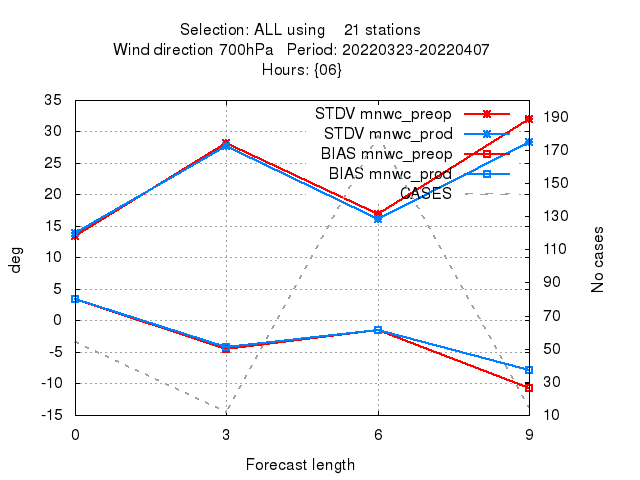 Selection: ALL using    21 stations
Wind direction 700hPa   Period: 20220323-20220407
Hours: {06}
STDV mnwc_preop
STDV mnwc_prod
BIAS mnwc_preop
BIAS mnwc_prod
CASES
35
30
25
20
15
10
5
0
-5
-10
-15
deg
190
170
150
130
110
90
70
50
30
10
No cases
0 3 6 9
Forecast length